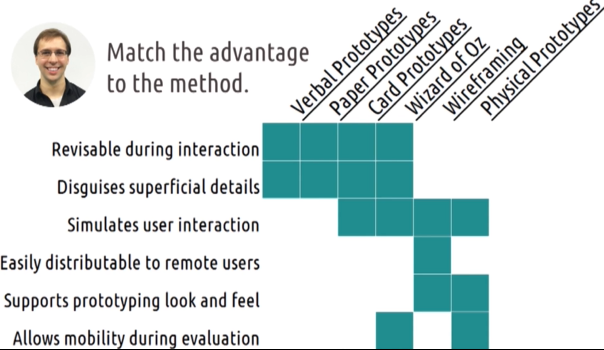 Match the advantage
to the method.
Verbal Prototypes
Paper Prototypes
Card Prototypes
Wizard of Oz
Wireframing
Physical Prototypes
Revisable during interaction
Disguises superficial details
Simulates user interaction
Easily distributable to remote users
Supports prototyping look and feel
Allows mobility during evaluation